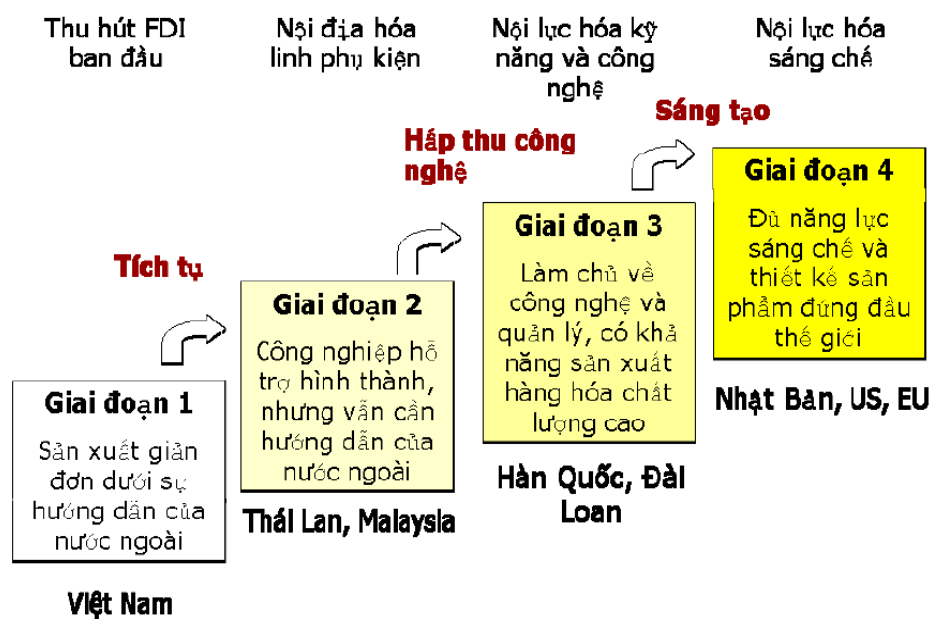 Thu hút FDI
ban đầu
Nội địa hóa
linh phụ kiện
Nội lực hóa kỹ
năng và công
nghệ
Nội lực hóa
sáng chế
Tích tụ
Hấp thu công
nghệ
Sáng tạo
Giai đoạn 1
Sản xuất giản
đơn dưới sự
hướng dẫn của
nước ngoài
Việt Nam
Giai đoạn 2
Công nghiệp hỗ
trợ hình thành,
nhưng vẫn cần
hướng dẫn của
nước ngoài
Thái Lan, Malaysia
Giai đoạn 3
Làm chủ về
công nghệ và
quản lý, có khả
năng sản xuất
hàng hóa chất
lượng cao
Hàn Quốc, Đài
Loan
Giai đoạn 4
Đủ năng lực
sáng chế và
thiết kế sản
phẩm đứng đầu
thế giới
Nhật Bản, US, EU